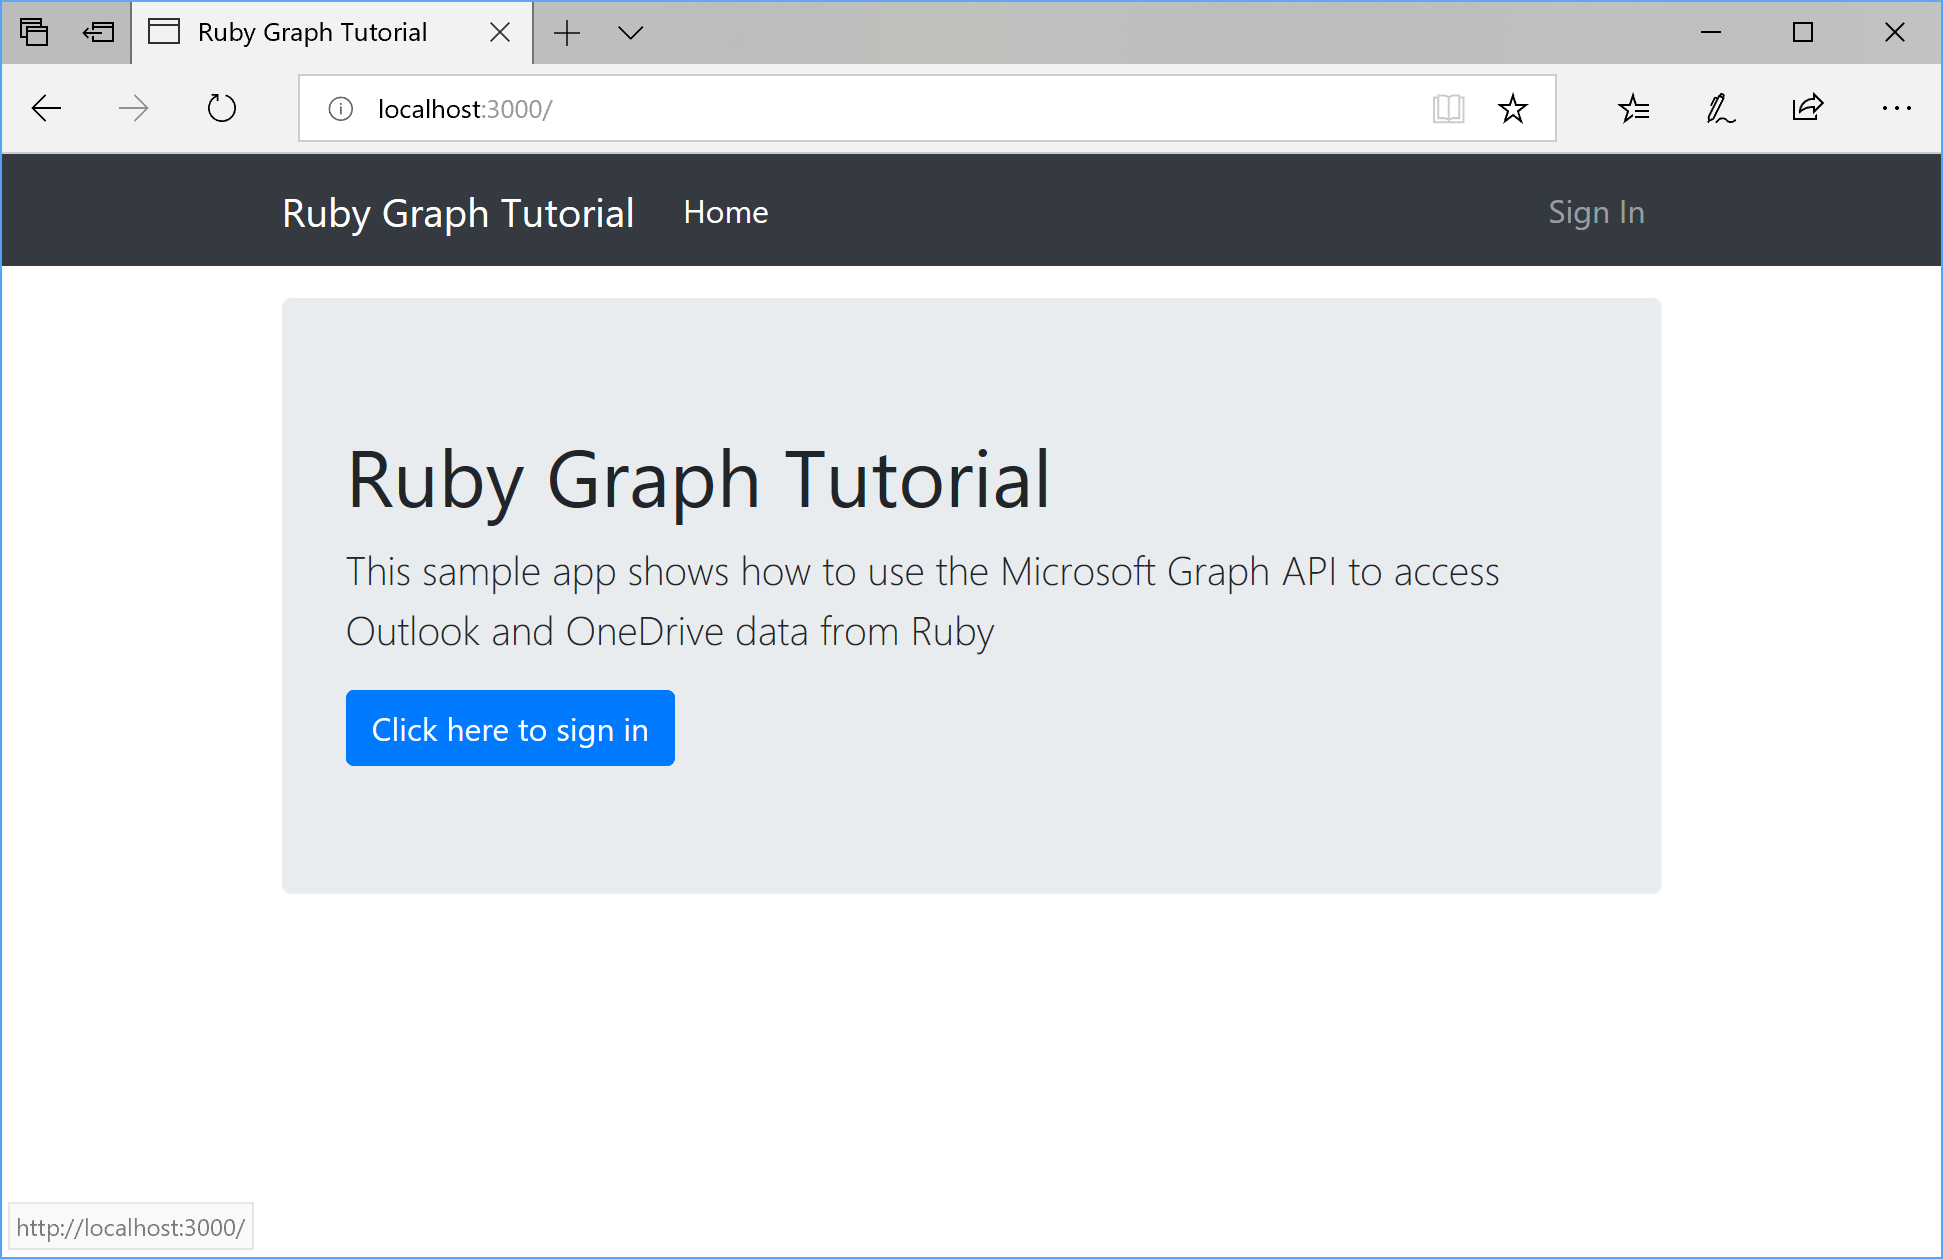 Ruby Graph Tutorial
localhost:3000/
Ruby Graph Tutorial Home Sign In
Ruby Graph Tutorial
This sample app shows how to use the Microsoft Graph API to access
Outlook and OneDrive data from Ruby
Click here to sign in
http://localhost:3000/